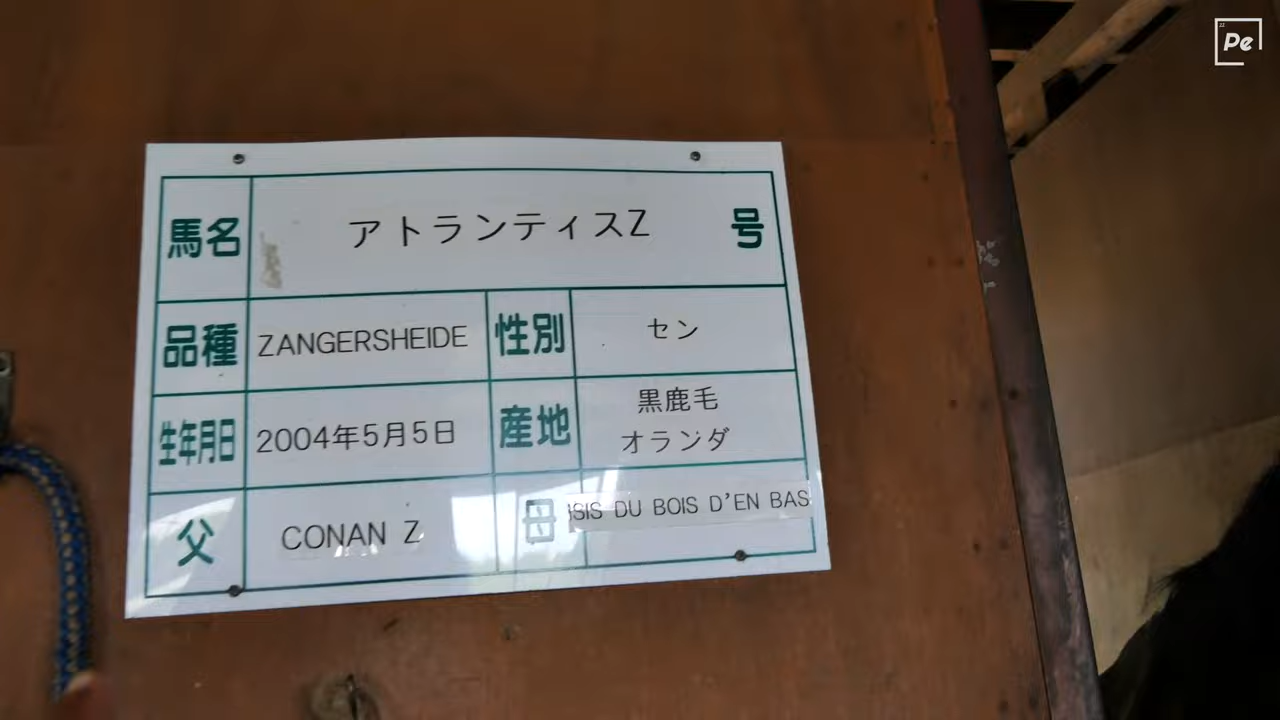 馬名 アトランティスZ 号
品種 ZANGERSHEIDE 性別 セン
生年月日 2004年5月5日 産地 黒鹿毛
オランダ
父 CONAN Z 母 DU BOIS D'EN BAS
Pe